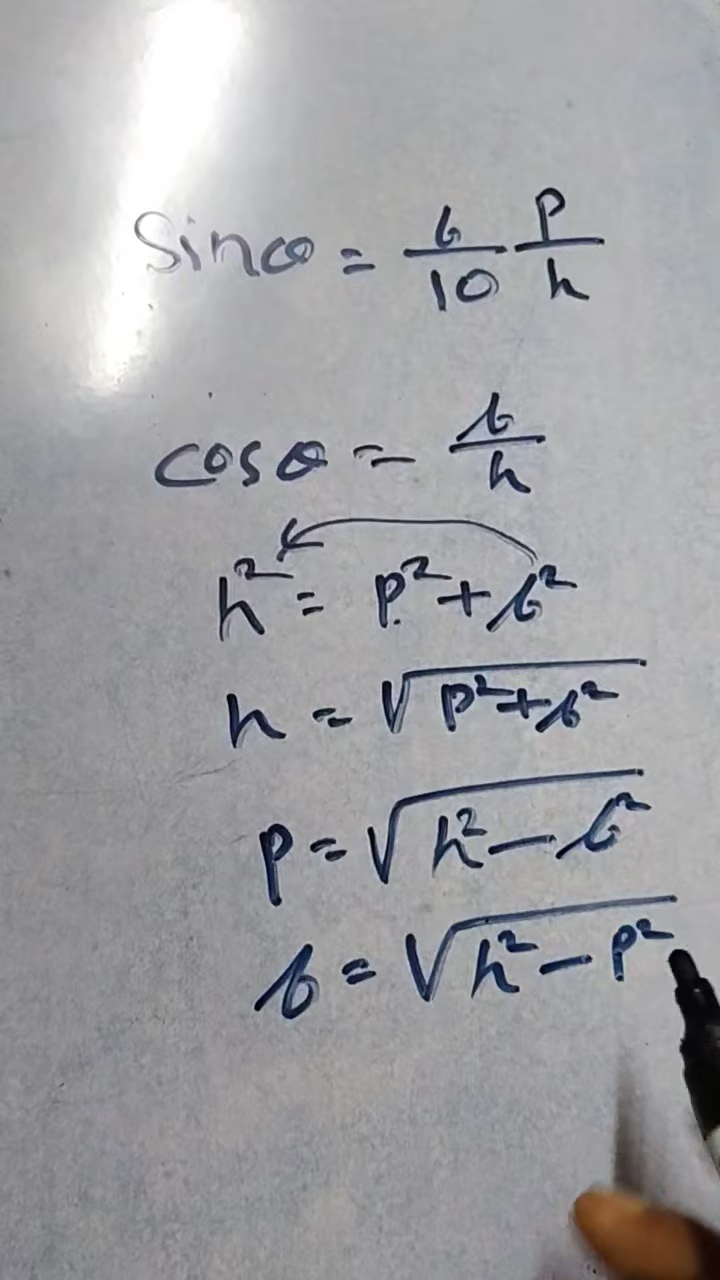 Sinθ = 6/10 P/h
cosθ = b/h
h² = P² + b²
h = √(P² + b²)
P = √(h² − b²)
b = √(h² − P²)